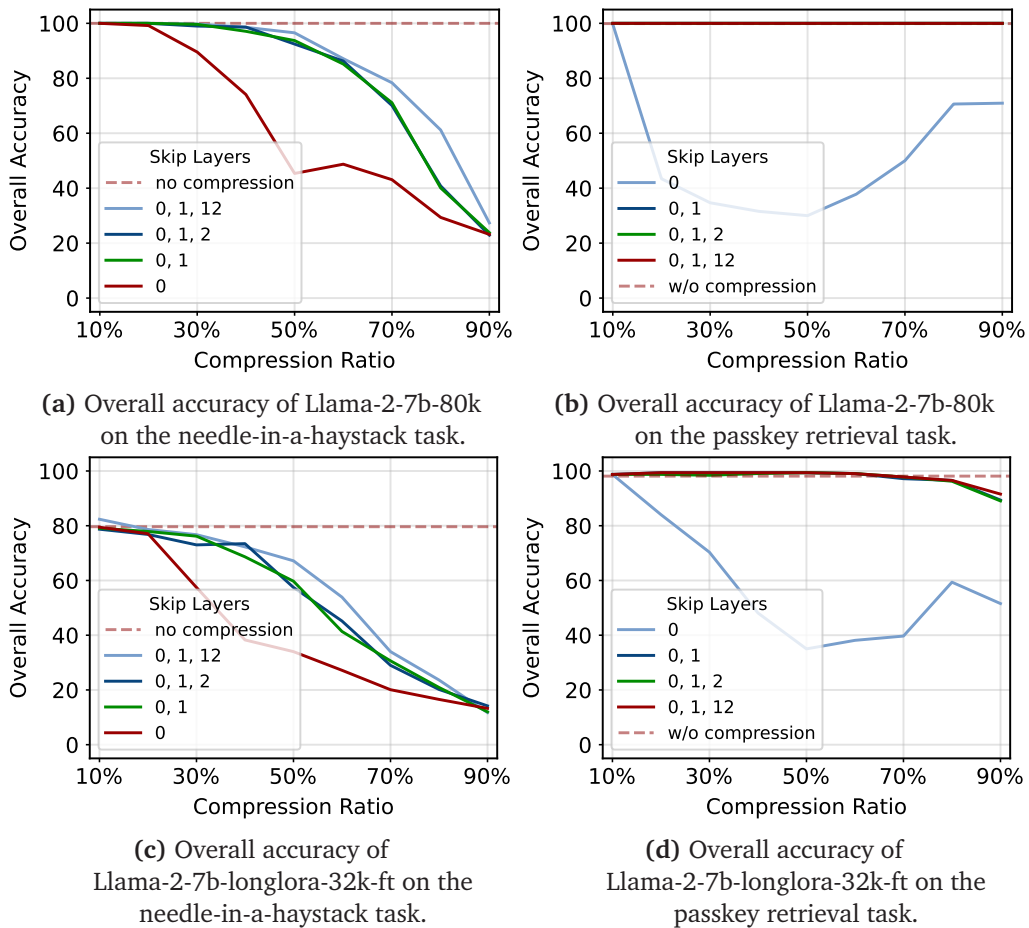 100
80
60
40
20
0
Overall Accuracy
Skip Layers
no compression
0, 1, 12
0, 1, 2
0, 1
0
10%
30%
50%
70%
90%
Compression Ratio
(a) Overall accuracy of Llama-2-7b-80k
on the needle-in-a-haystack task.
100
80
60
40
20
0
Overall Accuracy
Skip Layers
0
0, 1
0, 1, 2
0, 1, 12
w/o compression
10%
30%
50%
70%
90%
Compression Ratio
(b) Overall accuracy of Llama-2-7b-80k
on the passkey retrieval task.
100
80
60
40
20
0
Overall Accuracy
Skip Layers
no compression
0, 1, 12
0, 1, 2
0, 1
0
10%
30%
50%
70%
90%
Compression Ratio
(c) Overall accuracy of
Llama-2-7b-longlora-32k-ft on the
needle-in-a-haystack task.
100
80
60
40
20
0
Overall Accuracy
Skip Layers
0
0, 1
0, 1, 2
0, 1, 12
w/o compression
10%
30%
50%
70%
90%
Compression Ratio
(d) Overall accuracy of
Llama-2-7b-longlora-32k-ft on the
passkey retrieval task.